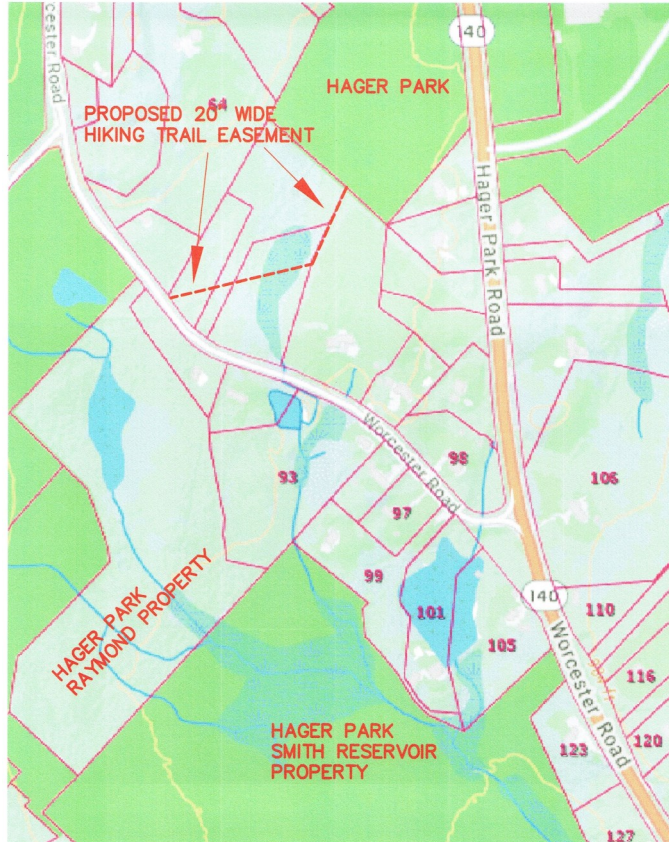 cester Road
140
HAGER PARK
64
PROPOSED 20' WIDE
HIKING TRAIL EASEMENT
Hager Park Road
Worcester Road
93
98
97
106
99
101
105
140
110
116
120
123
127
Worcester Road
HAGER PARK
RAYMOND PROPERTY
HAGER PARK
SMITH RESERVOIR
PROPERTY